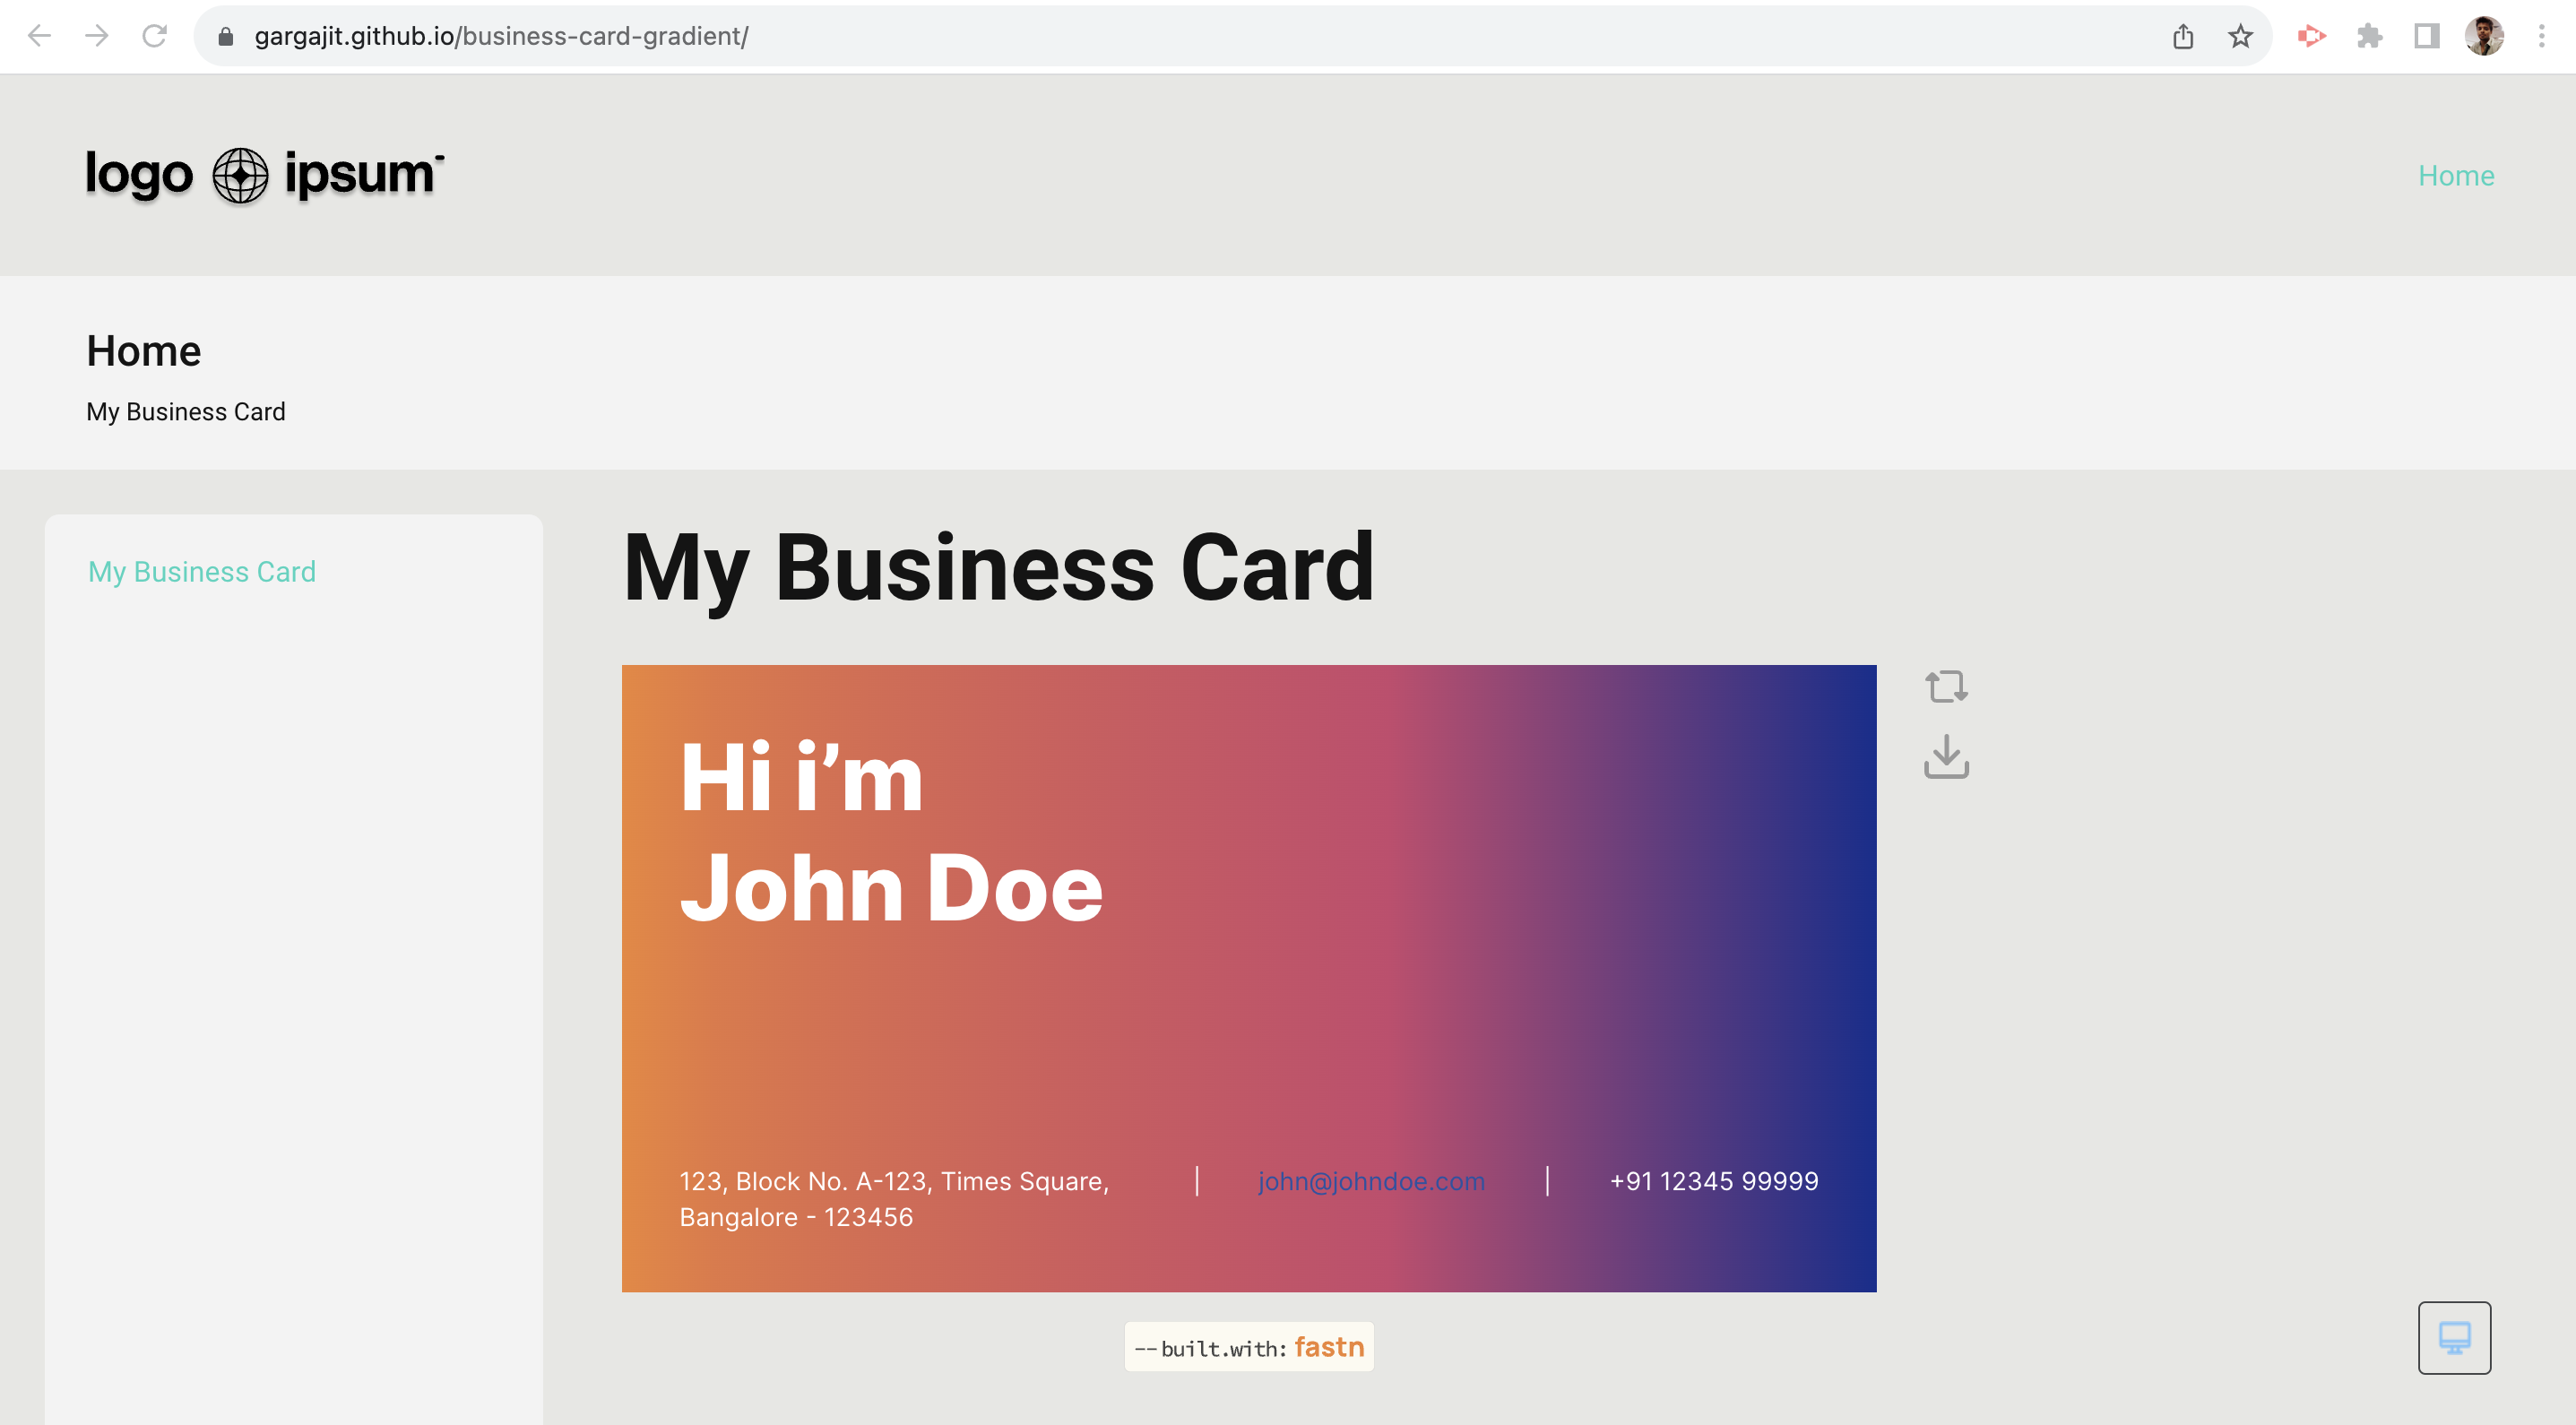 gargajit.github.io/business-card-gradient/
logo ipsum
Home
Home
My Business Card
My Business Card
My Business Card
Hi i’m
John Doe
123, Block No. A-123, Times Square,
Bangalore - 123456
john@johndoe.com
+91 12345 99999
-- built.with: fastn